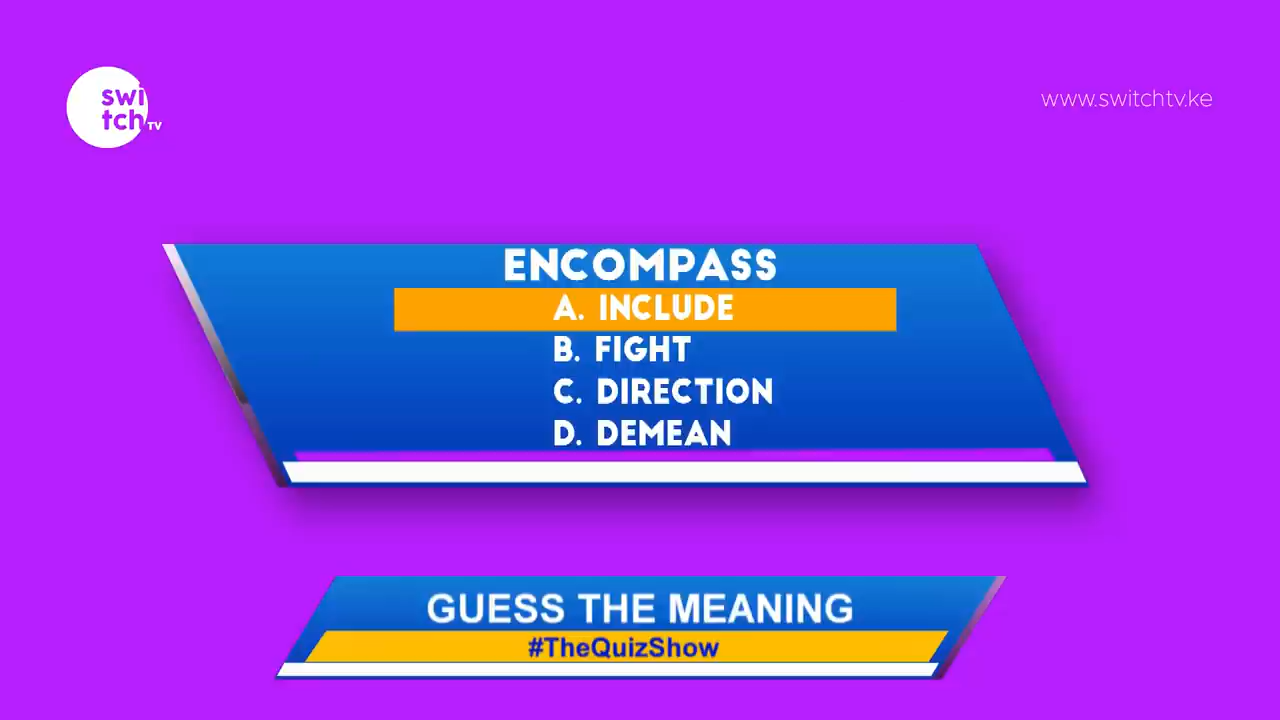 swi
tch TV
www.switchtv.ke
ENCOMPASS
A. INCLUDE
B. FIGHT
C. DIRECTION
D. DEMEAN
GUESS THE MEANING
#TheQuizShow